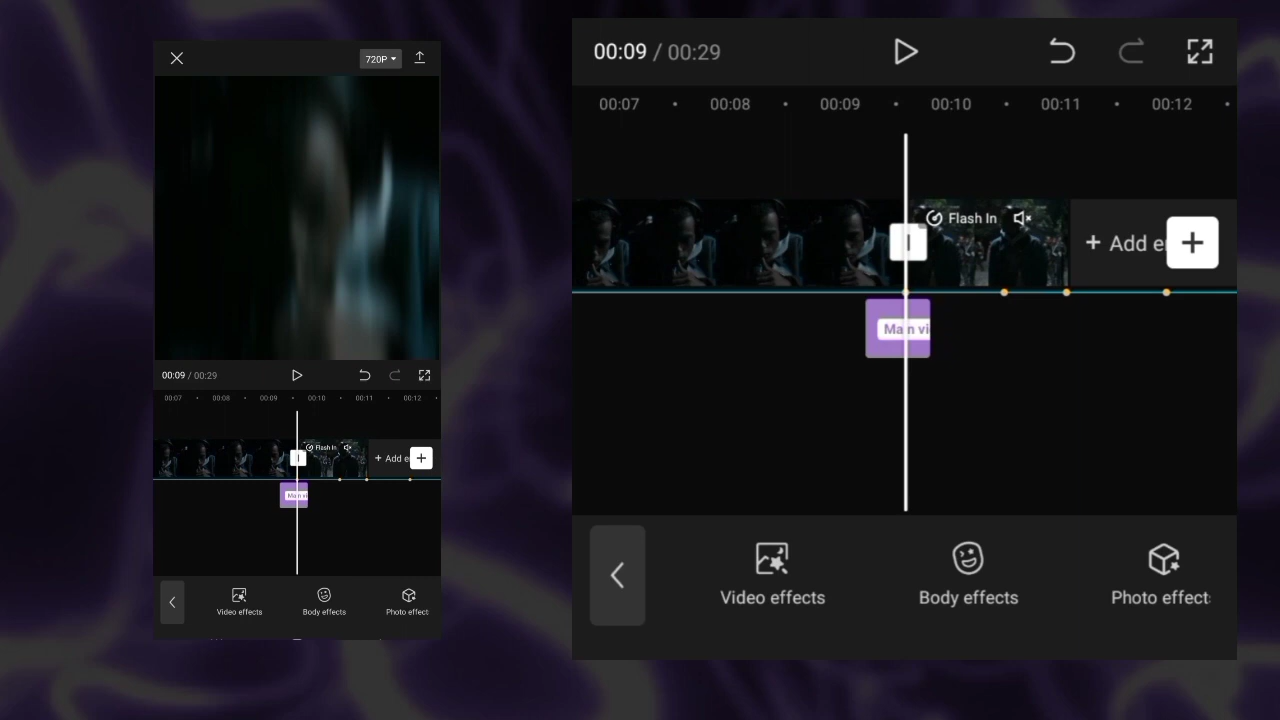 720P
00:09 / 00:29
00:07 00:08 00:09 00:10 00:11 00:12
Flash In
+ Add e
Main vi
Video effects
Body effects
Photo effect
00:09 / 00:29
00:07 00:08 00:09 00:10 00:11 00:12
Flash In
+ Add e
Main vi
Video effects
Body effects
Photo effect